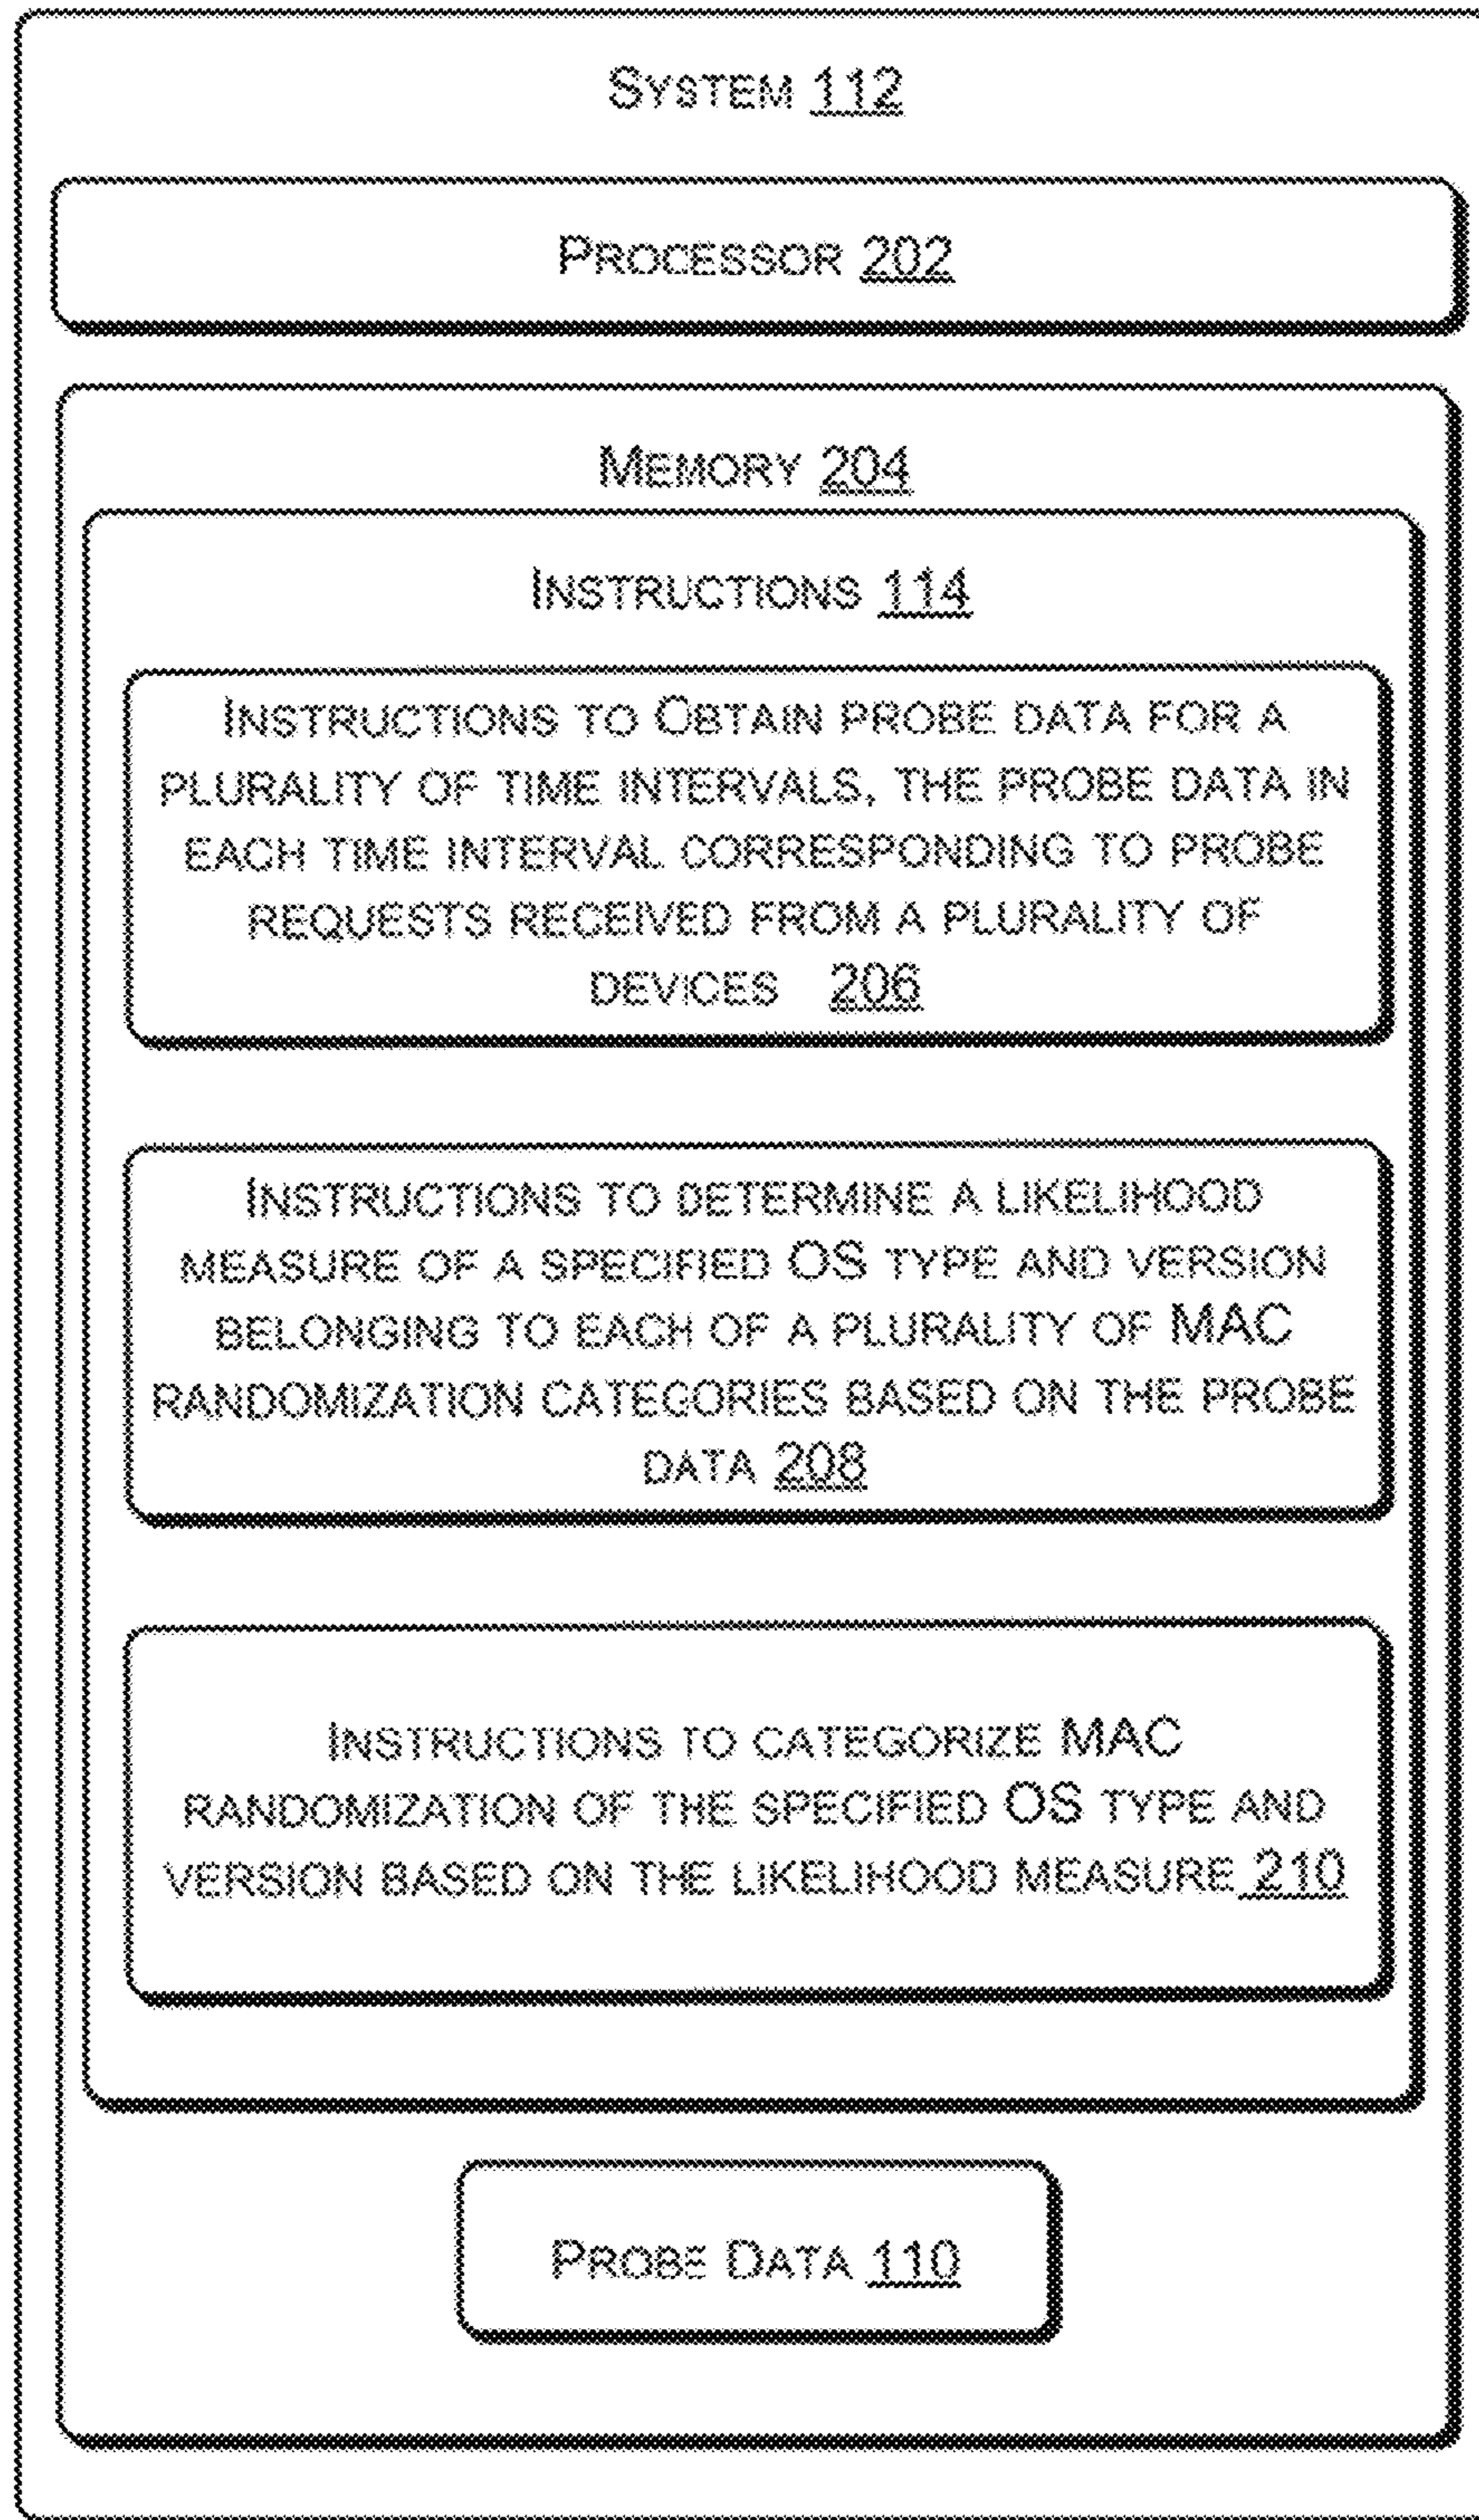 SYSTEM 112
PROCESSOR 202
MEMORY 204
INSTRUCTIONS 114
INSTRUCTIONS TO OBTAIN PROBE DATA FOR A
PLURALITY OF TIME INTERVALS, THE PROBE DATA IN
EACH TIME INTERVAL CORRESPONDING TO PROBE
REQUESTS RECEIVED FROM A PLURALITY OF
DEVICES 206
INSTRUCTIONS TO DETERMINE A LIKELIHOOD
MEASURE OF A SPECIFIED OS TYPE AND VERSION
BELONGING TO EACH OF A PLURALITY OF MAC
RANDOMIZATION CATEGORIES BASED ON THE PROBE
DATA 208
INSTRUCTIONS TO CATEGORIZE MAC
RANDOMIZATION OF THE SPECIFIED OS TYPE AND
VERSION BASED ON THE LIKELIHOOD MEASURE 210
PROBE DATA 110